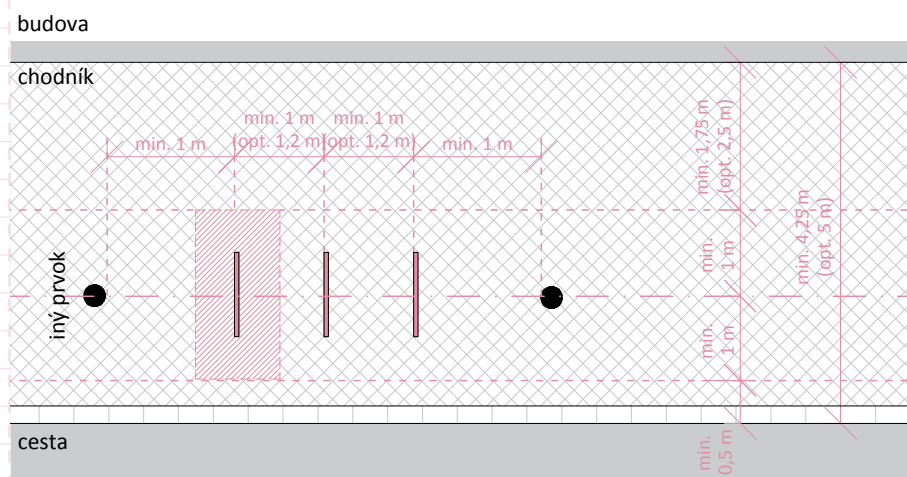 budova
chodník
min. 1 m
min. 1 m
(opt. 1,2 m)
min. 1 m
(opt. 1,2 m)
min. 1 m
min. 1,75 m
(opt. 2,5 m)
min. 4,25 m
(opt. 5 m)
min.
1 m
min.
1 m
iný prvok
cesta
min.
0,5 m